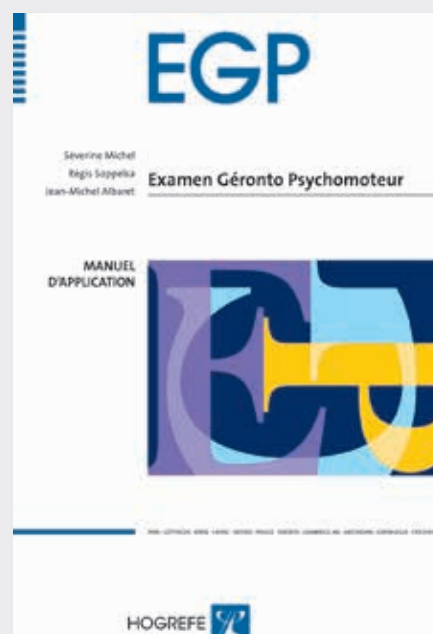 EGP
Séverine Michel
Régis Soppelsa
Jean-Michel Albaret
Examen Géronto Psychomoteur
MANUEL
D'APPLICATION
HOGREFE